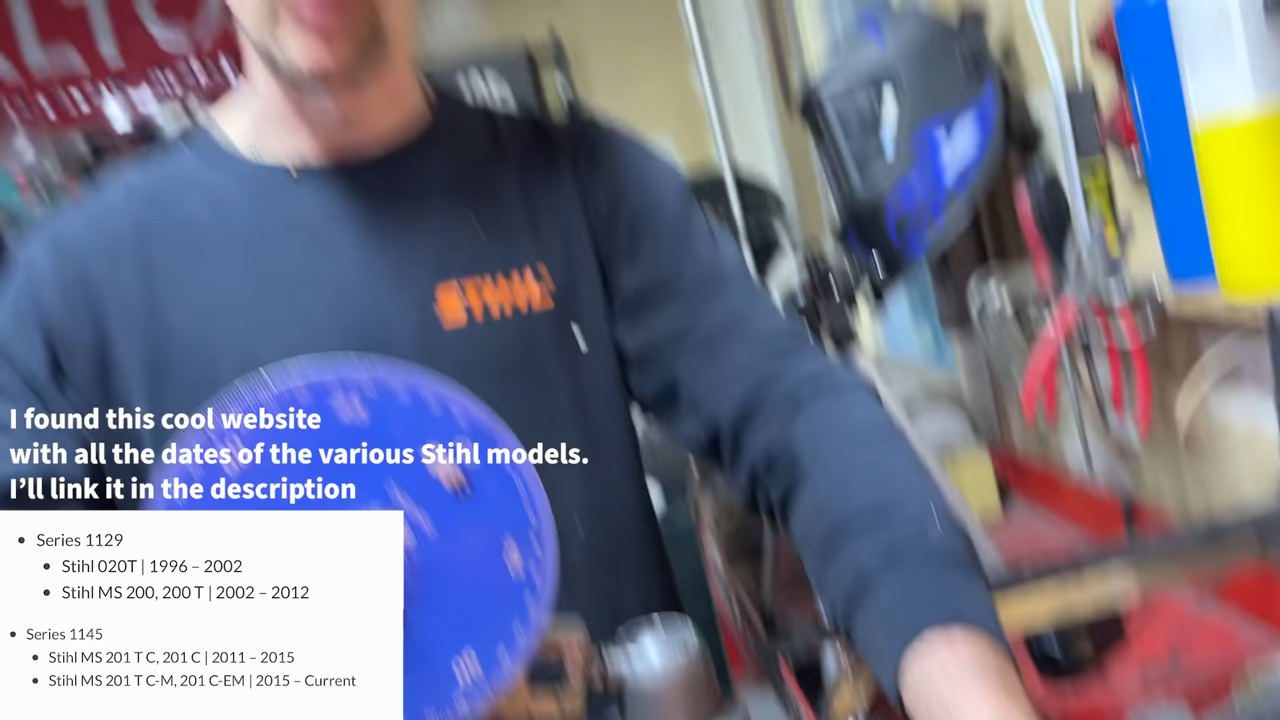 STIHL
I found this cool website
with all the dates of the various Stihl models.
I'll link it in the description
• Series 1129
• Stihl 020T | 1996 – 2002
• Stihl MS 200, 200 T | 2002 – 2012
• Series 1145
• Stihl MS 201 T C, 201 C | 2011 – 2015
• Stihl MS 201 T C-M, 201 C-EM | 2015 – Current